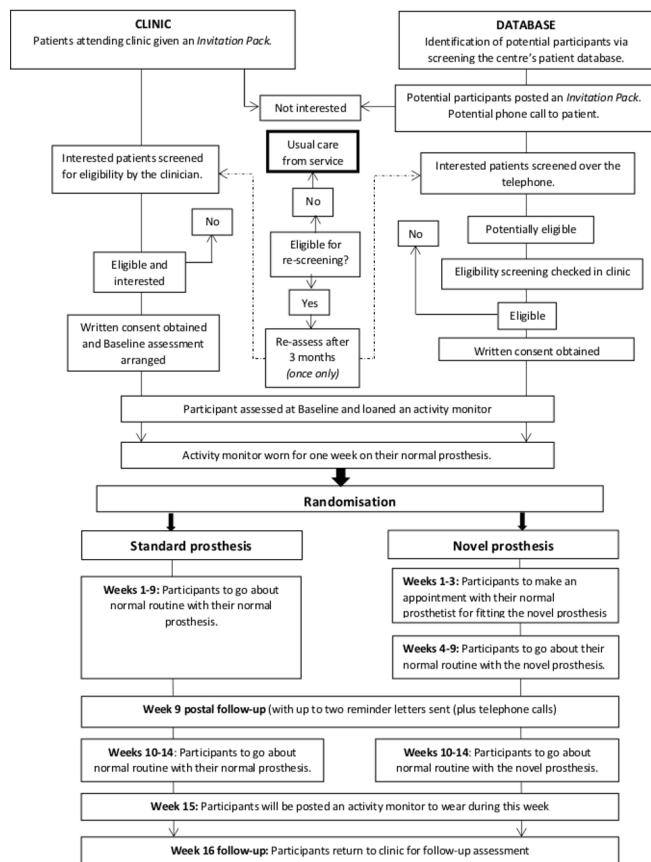 CLINIC
Patients attending clinic given an Invitation Pack.
DATABASE
Identification of potential participants via
screening the centre's patient database.
Not interested
Potential participants posted an Invitation Pack.
Potential phone call to patient.
Usual care
from service
Interested patients screened
for eligibility by the clinician.
Interested patients screened over the
telephone.
No
No
No
Potentially eligible
Eligible for
re-screening?
Eligible and
interested
Eligibility screening checked in clinic
Yes
Eligible
Written consent obtained
and Baseline assessment
arranged
Re-assess after
3 months
(once only)
Written consent obtained
Participant assessed at Baseline and loaned an activity monitor
Activity monitor worn for one week on their normal prosthesis.
Randomisation
Standard prosthesis
Novel prosthesis
Weeks 1-9: Participants to go about
normal routine with their normal
prosthesis.
Weeks 1-3: Participants to make an
appointment with their normal
prosthetist for fitting the novel prosthesis
Weeks 4-9: Participants to go about their
normal routine with the novel prosthesis.
Week 9 postal follow-up (with up to two reminder letters sent (plus telephone calls)
Weeks 10-14: Participants to go about
normal routine with their normal prosthesis.
Weeks 10-14: Participants to go about
normal routine with the novel prosthesis.
Week 15: Participants will be posted an activity monitor to wear during this week
Week 16 follow-up: Participants return to clinic for follow-up assessment